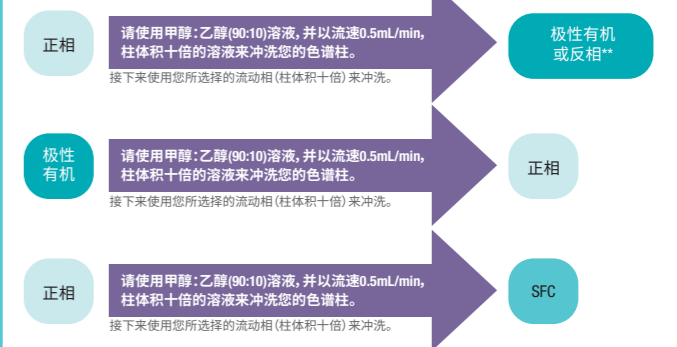 正相
请使用甲醇:乙醇(90:10)溶液,并以流速0.5mL/min,
柱体积十倍的溶液来冲洗您的色谱柱。
接下来使用您所选择的流动相(柱体积十倍)来冲洗。
极性有机
或反相**
极性
有机
请使用甲醇:乙醇(90:10)溶液,并以流速0.5mL/min,
柱体积十倍的溶液来冲洗您的色谱柱。
接下来使用您所选择的流动相(柱体积十倍)来冲洗。
正相
正相
请使用甲醇:乙醇(90:10)溶液,并以流速0.5mL/min,
柱体积十倍的溶液来冲洗您的色谱柱。
接下来使用您所选择的流动相(柱体积十倍)来冲洗。
SFC